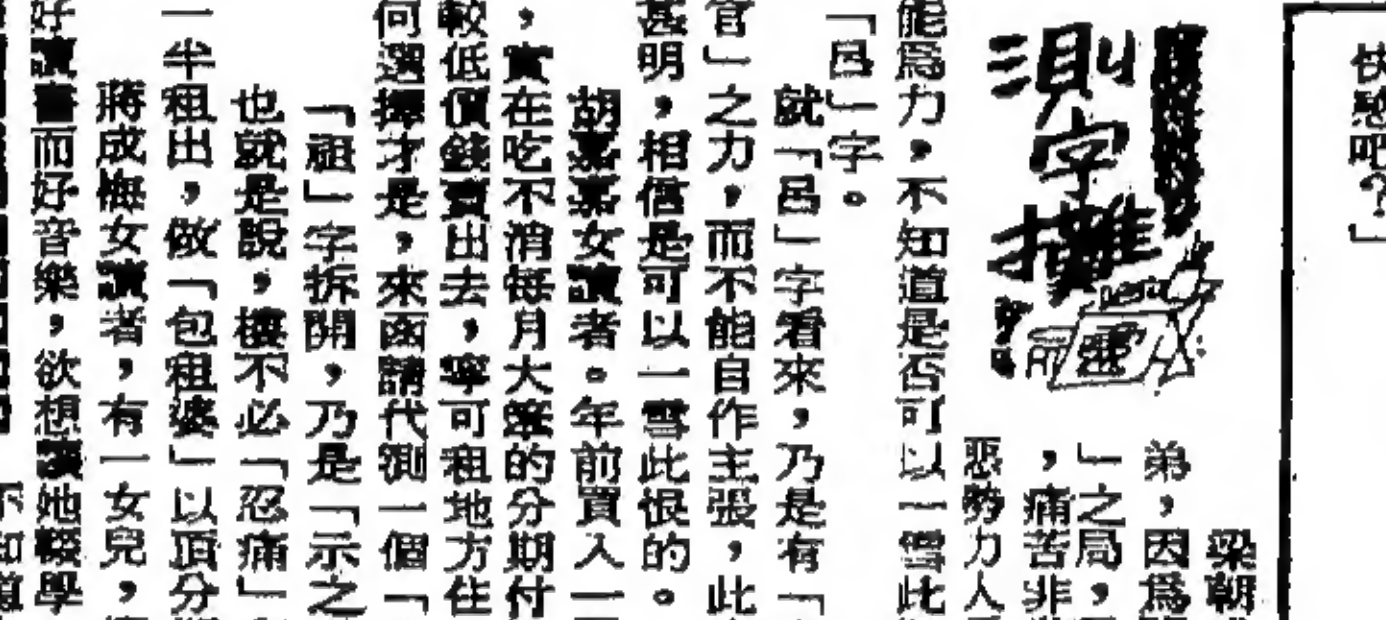 快慰吧？」
測字攤
梁朝
弟，因爲
」之局，
，痛苦非
惡勢力人
能爲力，不知道是否可以一雪此
「呂」字。
就「呂」字看來，乃是有「
官」之力，而不能自作主張，此
甚明，相信是可以一雪此恨的。
胡嘉嘉女讀者。年前買入一
，實在吃不消每月大筆的分期付
較低價錢賣出去，寧可租地方住
何選擇才是，來函請代測一個「
「祖」字拆開，乃是「示之
也就是說，樓不必「忍痛」
一半租出，做「包租婆」以頂分
蔣成梅女讀者，有一女兒，
好讀書而好音樂，欲想讓她輟學
不知道